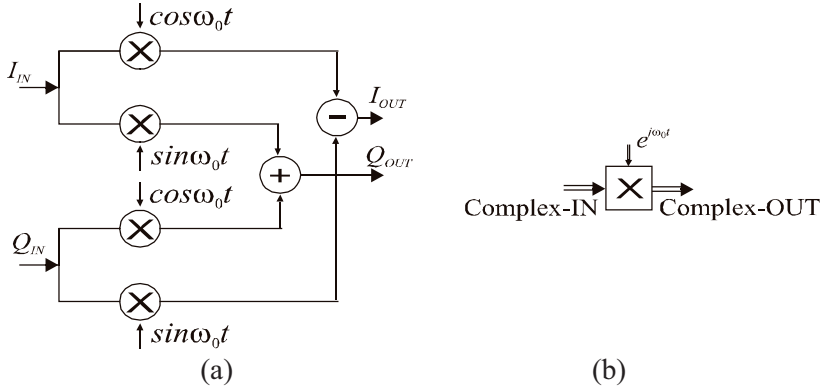 cosω₀t
I_IN
I_OUT
sinω₀t
Q_OUT
cosω₀t
Q_IN
sinω₀t
(a)
e^{jω₀t}
Complex-IN
Complex-OUT
(b)